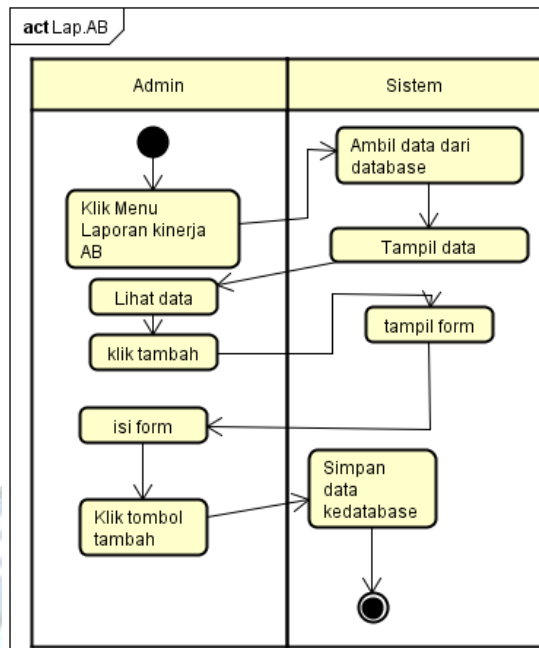 act Lap.AB
Admin
Sistem
Klik Menu
Laporan kinerja
AB
Ambil data dari
database
Tampil data
Lihat data
klik tambah
tampil form
isi form
Klik tombol
tambah
Simpan
data
kedatabase